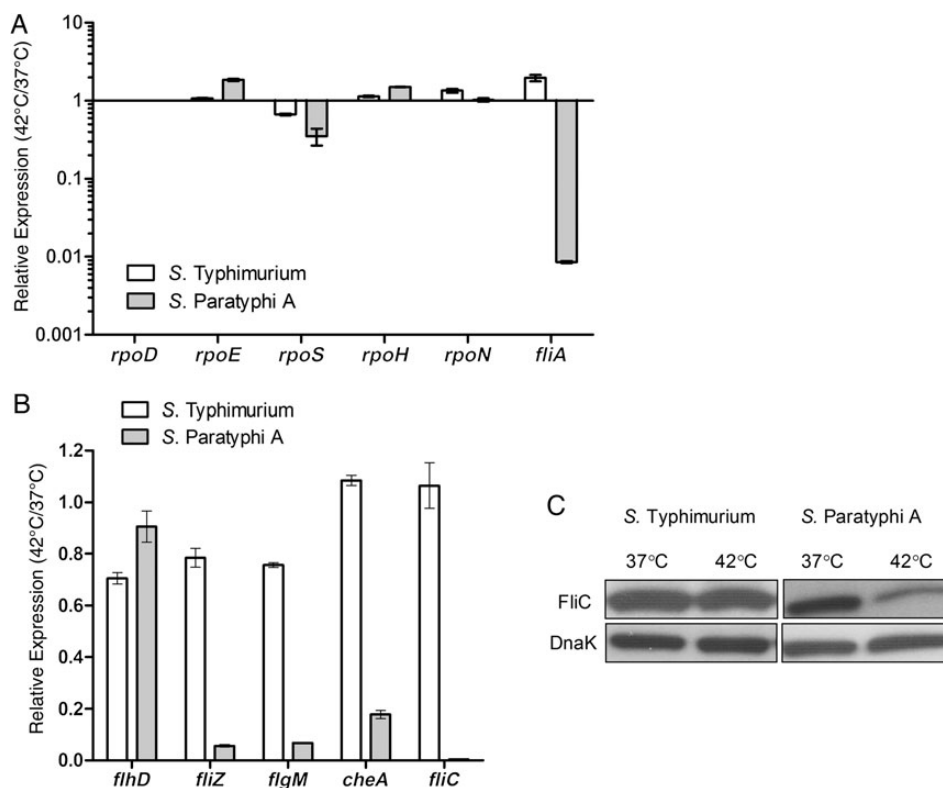 A
Relative Expression (42°C/37°C)
10
1
0.1
0.01
0.001
S. Typhimurium
S. Paratyphi A
rpoD rpoE rpoS rpoH rpoN fliA
B
S. Typhimurium
S. Paratyphi A
Relative Expression (42°C/37°C)
1.2
1.0
0.8
0.6
0.4
0.2
0.0
flhD fliZ flgM cheA fliC
C
S. Typhimurium S. Paratyphi A
37°C 42°C 37°C 42°C
FliC
DnaK